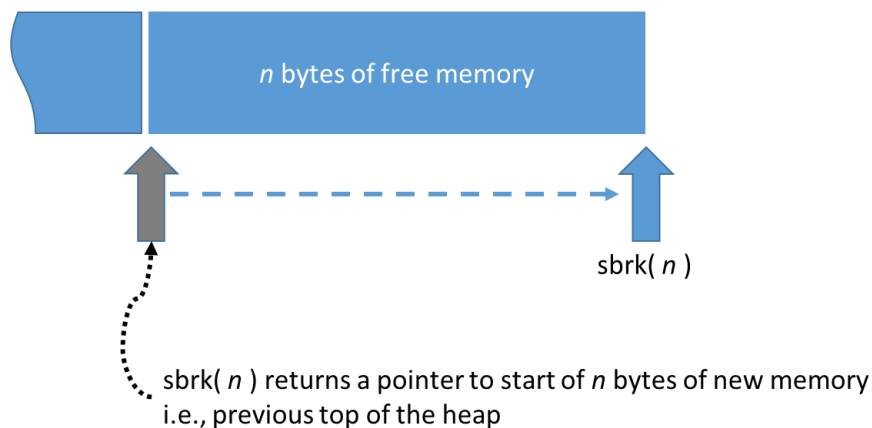 n bytes of free memory
sbrk( n )
sbrk( n ) returns a pointer to start of n bytes of new memory
i.e., previous top of the heap